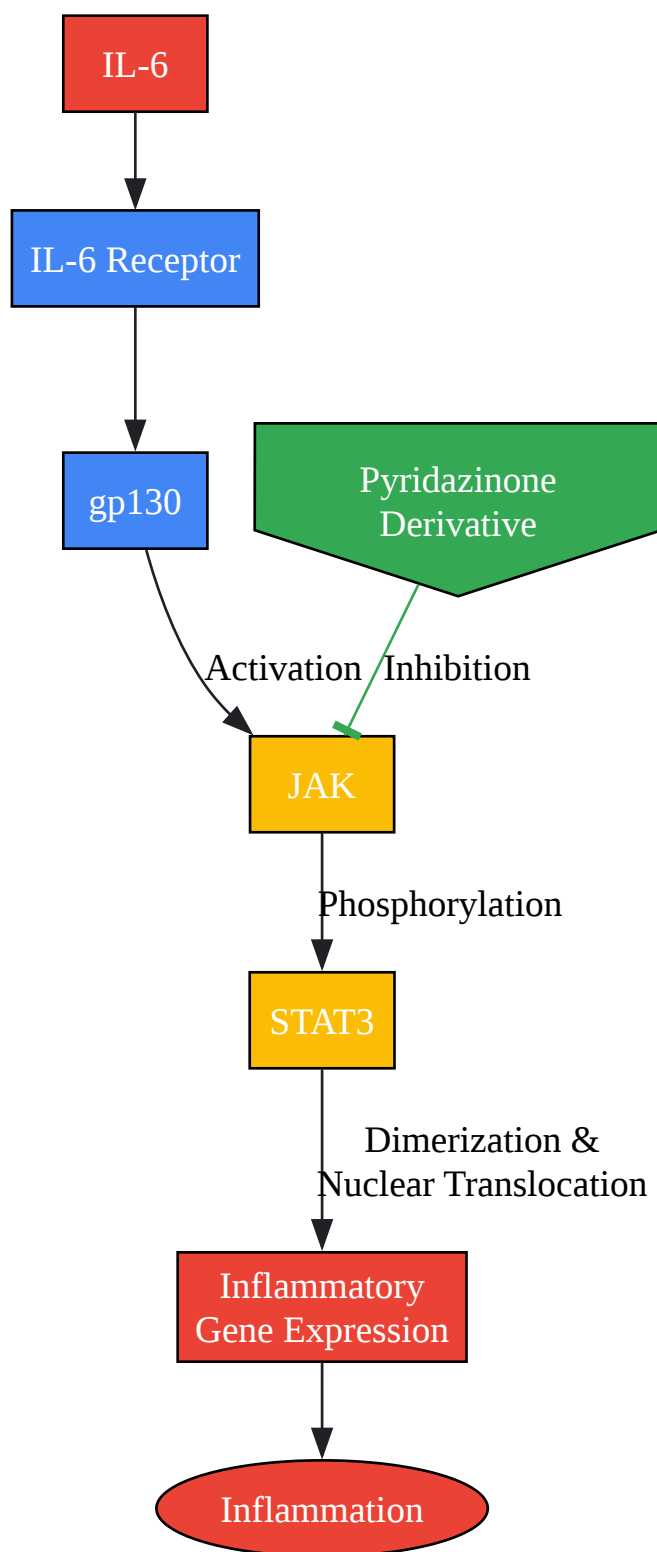 IL-6
IL-6 Receptor
gp130
Pyridazinone
Derivative
Activation
Inhibition
JAK
Phosphorylation
STAT3
Dimerization &
Nuclear Translocation
Inflammatory
Gene Expression
Inflammation